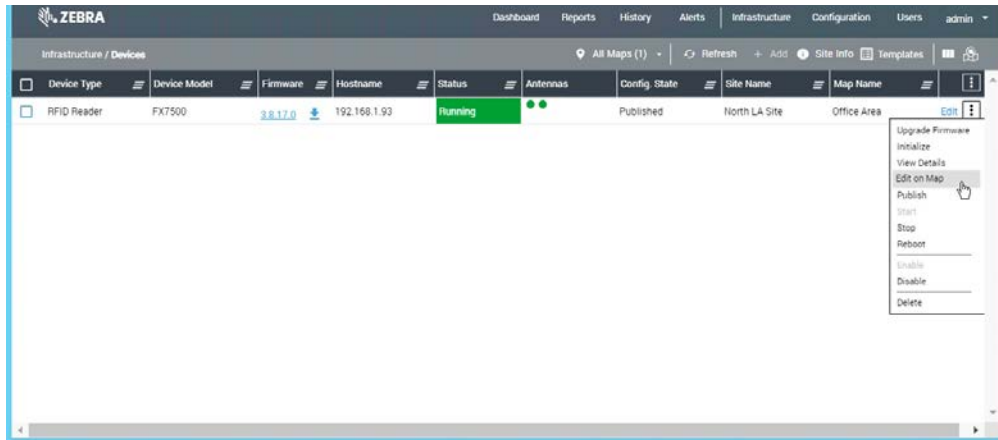 ZEBRA Dashboard Reports History Alerts Infrastructure Configuration Users admin
Infrastructure / Devices All Maps (1) Refresh + Add Site Info Templates
Device Type Device Model Firmware Hostname Status Antennas Config. State Site Name Map Name
RFID Reader FX7500 3.8.17.0 192.168.1.93 Running Published North LA Site Office Area Edit
Upgrade Firmware
Initialize
View Details
Edit on Map
Publish
Start
Stop
Reboot
Enable
Disable
Delete